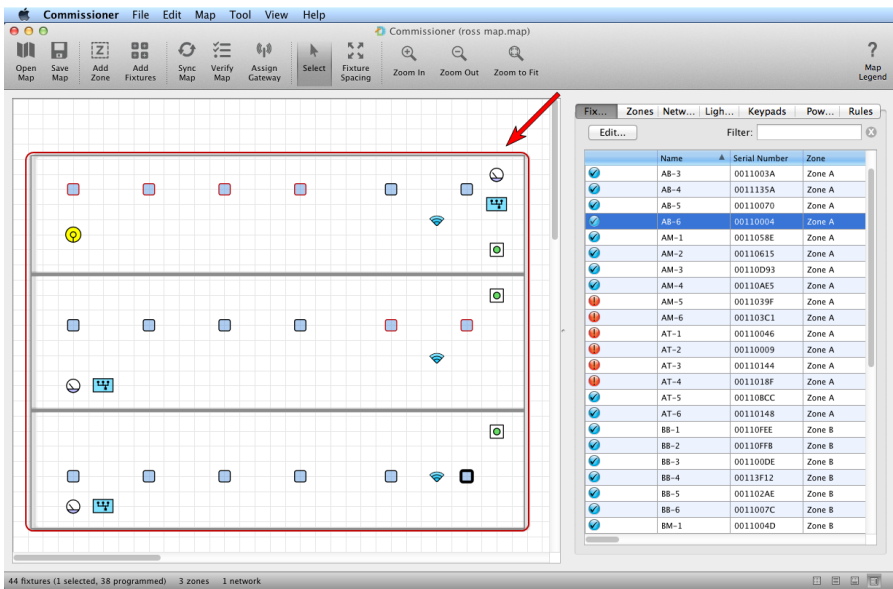 Commissioner File Edit Map Tool View Help
Commissioner (ross map.map)
Open Map
Save Map
Add Zone
Add Fixtures
Sync Map
Verify Map
Assign Gateway
Select
Fixture Spacing
Zoom In
Zoom Out
Zoom to Fit
?
Map Legend
Fix... Zones Netw... Ligh... Keypads Pow... Rules
Edit... Filter:
Name Serial Number Zone
AB-3 0011003A Zone A
AB-4 0011135A Zone A
AB-5 00110070 Zone A
AB-6 00110004 Zone A
AM-1 0011058E Zone A
AM-2 00110615 Zone A
AM-3 00110D93 Zone A
AM-4 00110AE5 Zone A
AM-5 0011039F Zone A
AM-6 001103C1 Zone A
AT-1 00110046 Zone A
AT-2 00110009 Zone A
AT-3 00110144 Zone A
AT-4 0011018F Zone A
AT-5 00110BCC Zone A
AT-6 00110148 Zone A
BB-1 00110FEE Zone B
BB-2 00110FFB Zone B
BB-3 001100DE Zone B
BB-4 00113F12 Zone B
BB-5 001102AE Zone B
BB-6 0011007C Zone B
BM-1 0011004D Zone B
44 fixtures (1 selected, 38 programmed) 3 zones 1 network